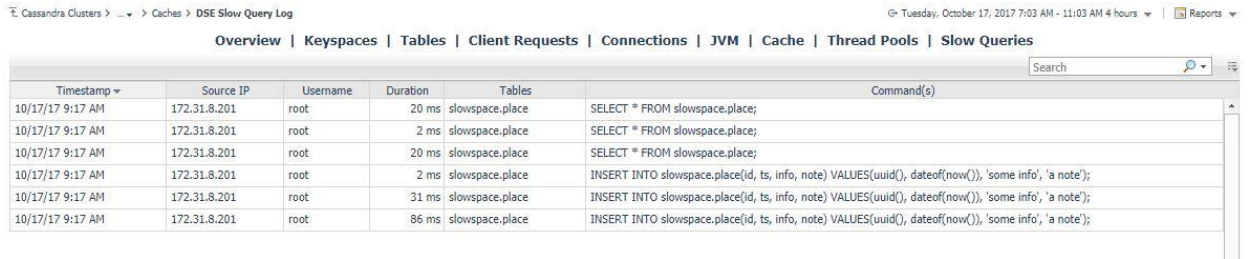 Cassandra Clusters > ... > Caches > DSE Slow Query Log Tuesday, October 17, 2017 7:03 AM - 11:03 AM 4 hours | Reports
Overview | Keyspaces | Tables | Client Requests | Connections | JVM | Cache | Thread Pools | Slow Queries
Search
Timestamp Source IP Username Duration Tables Command(s)
10/17/17 9:17 AM 172.31.8.201 root 20 ms slowspace.place SELECT * FROM slowspace.place;
10/17/17 9:17 AM 172.31.8.201 root 2 ms slowspace.place SELECT * FROM slowspace.place;
10/17/17 9:17 AM 172.31.8.201 root 20 ms slowspace.place SELECT * FROM slowspace.place;
10/17/17 9:17 AM 172.31.8.201 root 2 ms slowspace.place INSERT INTO slowspace.place(id, ts, info, note) VALUES(uuid(), dateof(now()), 'some info', 'a note');
10/17/17 9:17 AM 172.31.8.201 root 31 ms slowspace.place INSERT INTO slowspace.place(id, ts, info, note) VALUES(uuid(), dateof(now()), 'some info', 'a note');
10/17/17 9:17 AM 172.31.8.201 root 86 ms slowspace.place INSERT INTO slowspace.place(id, ts, info, note) VALUES(uuid(), dateof(now()), 'some info', 'a note');